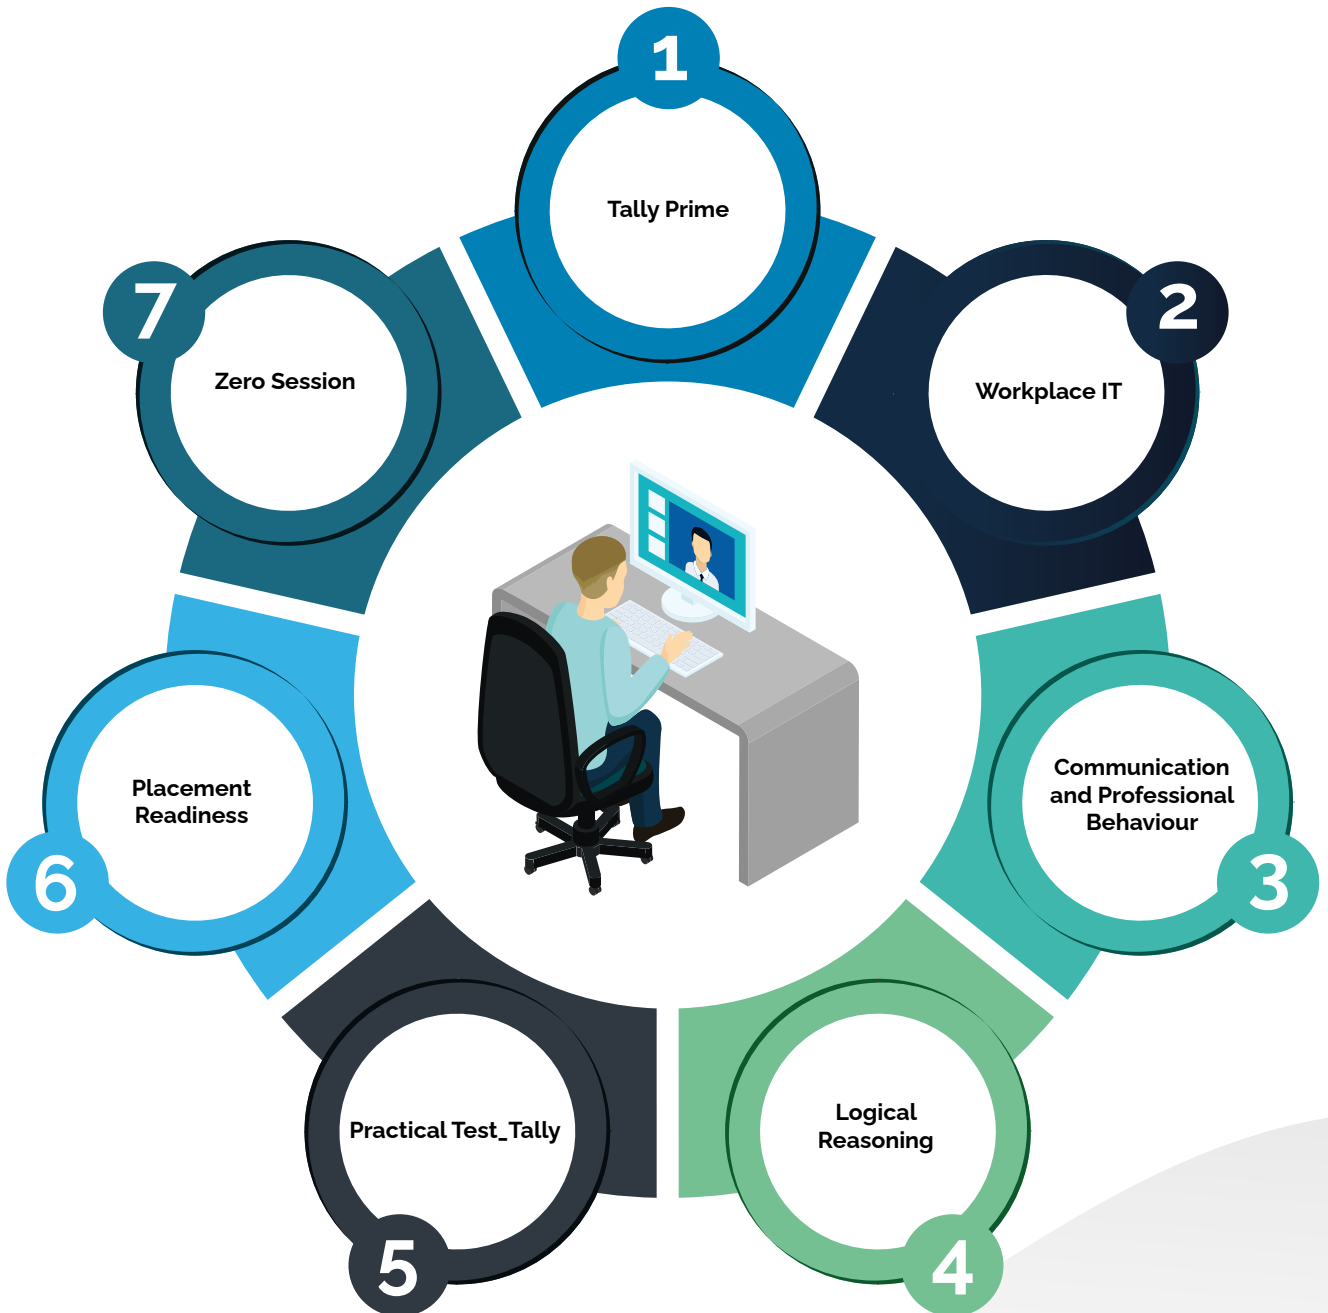 1
Tally Prime
2
Workplace IT
3
Communication
and Professional
Behaviour
4
Logical
Reasoning
5
Practical Test_Tally
6
Placement
Readiness
7
Zero Session